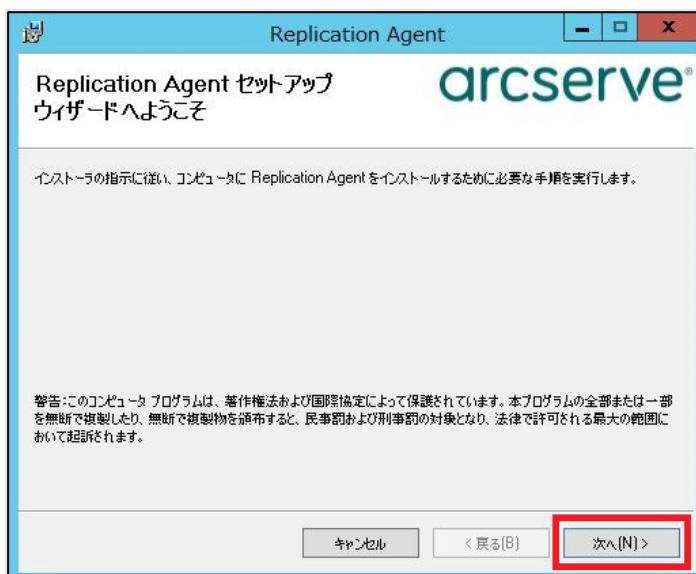 Replication Agent
Replication Agent セットアップ
ウィザードへようこそ
arcserve®
インストーラの指示に従い、コンピュータに Replication Agent をインストールするために必要な手順を実行します。
警告:このコンピュータ プログラムは、著作権法および国際協定によって保護されています。本プログラムの全部または一部
を無断で複製したり、無断で複製物を頒布すると、民事罰および刑事罰の対象となり、法律で許可される最大の範囲に
おいて起訴されます。
キャンセル
< 戻る(B)
次へ(N) >